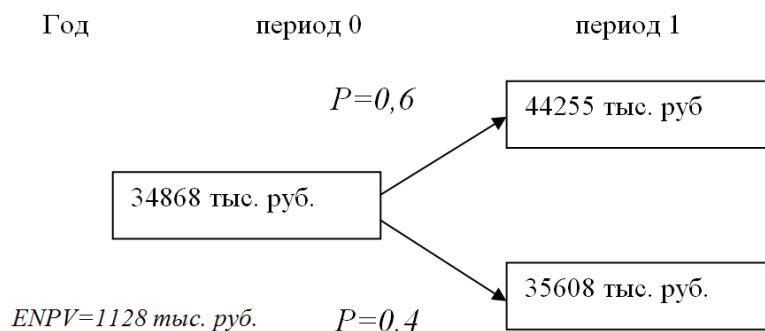 Год период 0 период 1
P=0,6
44255 тыс. руб
34868 тыс. руб.
35608 тыс. руб.
ENPV=1128 тыс. руб.
P=0.4